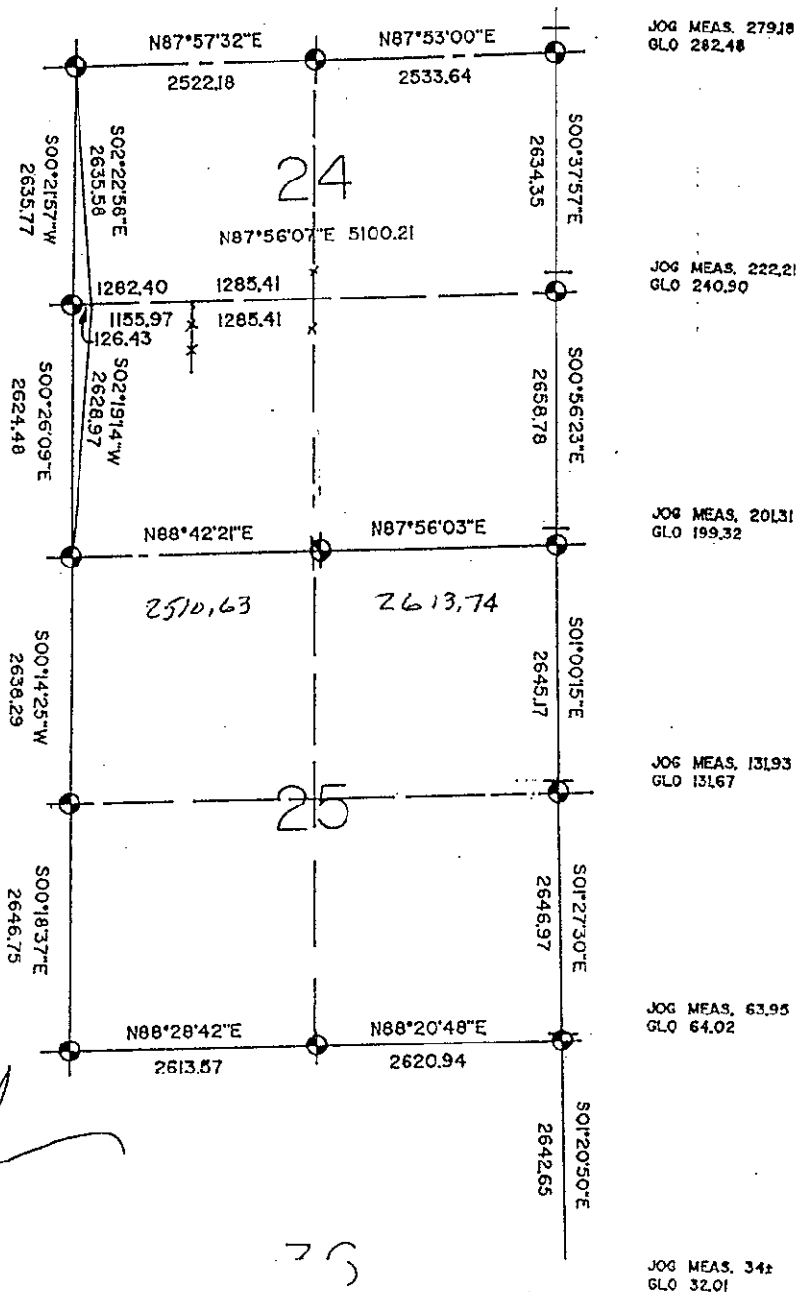 JOG MEAS. 279.18
GLO 282.48
N87°57'32"E
2522.18
N87°53'00"E
2533.64
S00°21'57"W
2635.77
S02°22'58"E
2635.58
24
S00°37'57"E
2634.35
N87°56'07"E 5100.21
JOG MEAS. 222.21
GLO 240.90
1282.40
1285.41
1155.97
1285.41
126.43
S00°26'09"E
2624.48
S02°19'14"W
2628.97
S00°56'23"E
2658.78
JOG MEAS. 201.31
GLO 199.32
N88°42'21"E
N87°56'03"E
2510.63
2613.74
S00°14'25"W
2638.29
S01°00'15"E
2645.17
JOG MEAS. 131.93
GLO 131.67
25
S00°18'37"E
2646.75
S01°27'30"E
2646.97
JOG MEAS. 63.95
GLO 64.02
N88°28'42"E
2613.57
N88°20'48"E
2620.94
S01°20'50"E
2642.65
JOG MEAS. 34±
GLO 32.01